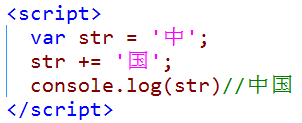 <script>
var str = '中';
str += '国';
console.log(str)//中国
</script>